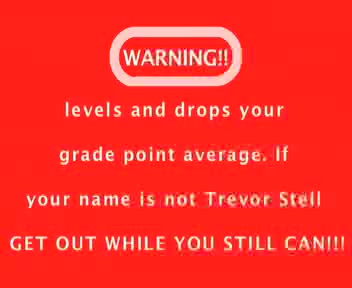 WARNING!!
levels and drops your
grade point average. If
your name is not Trevor Stell
GET OUT WHILE YOU STILL CAN!!!